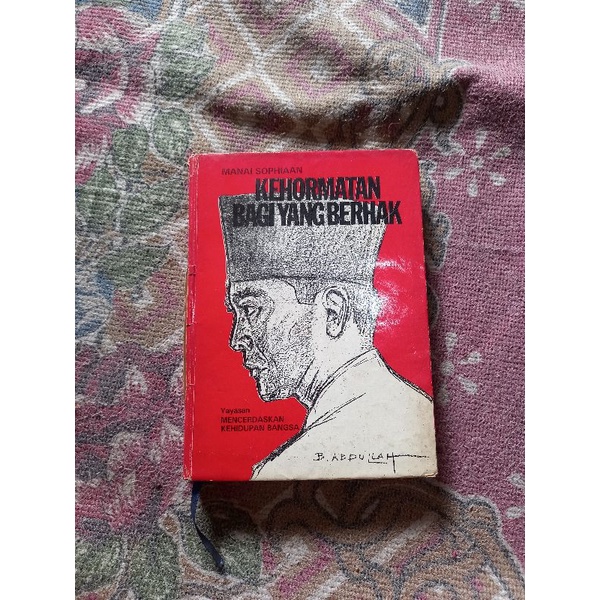 MANAI SOPHIAAN
KEHORMATAN
BAGI YANG BERHAK
Yayasan
MENCERDASKAN
KEHIDUPAN BANGSA
B. ABDULLAH